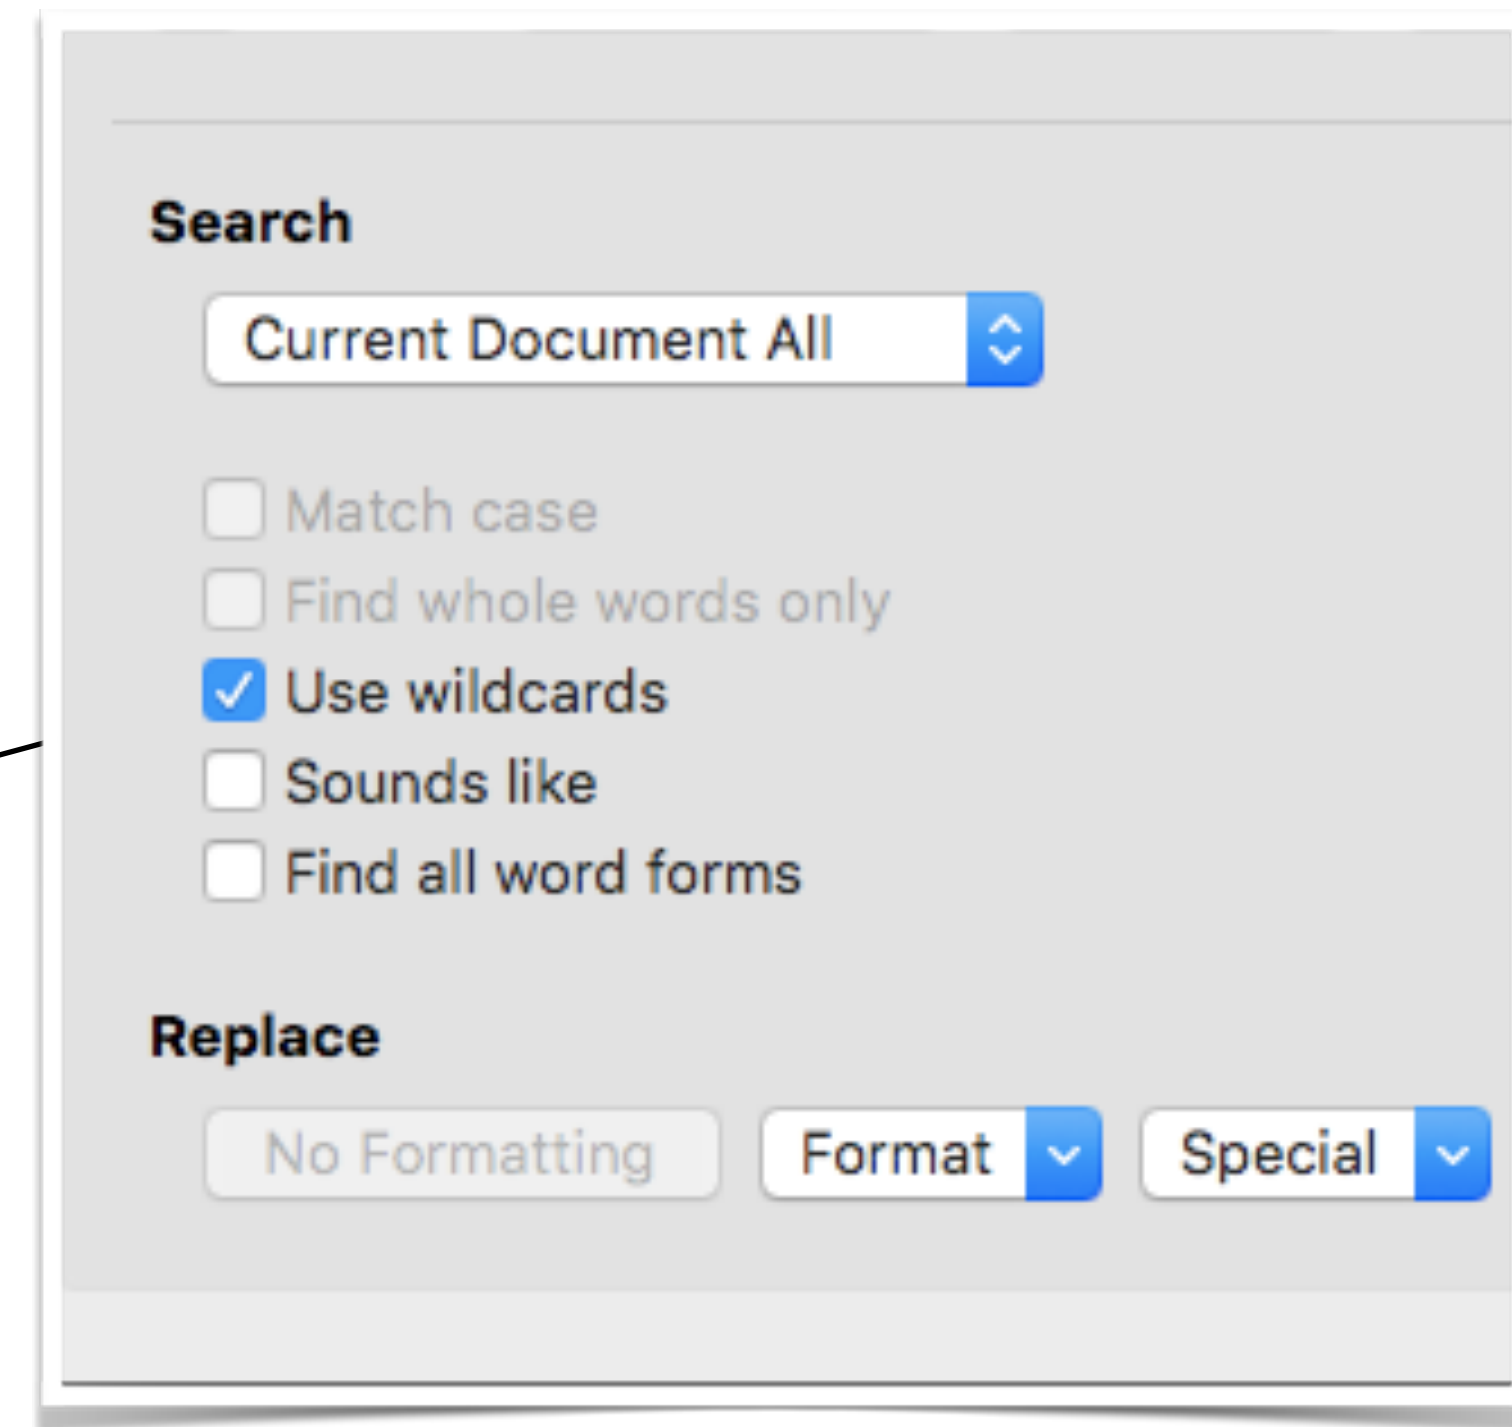 Search
Current Document All
Match case
Find whole words only
Use wildcards
Sounds like
Find all word forms
Replace
No Formatting Format Special